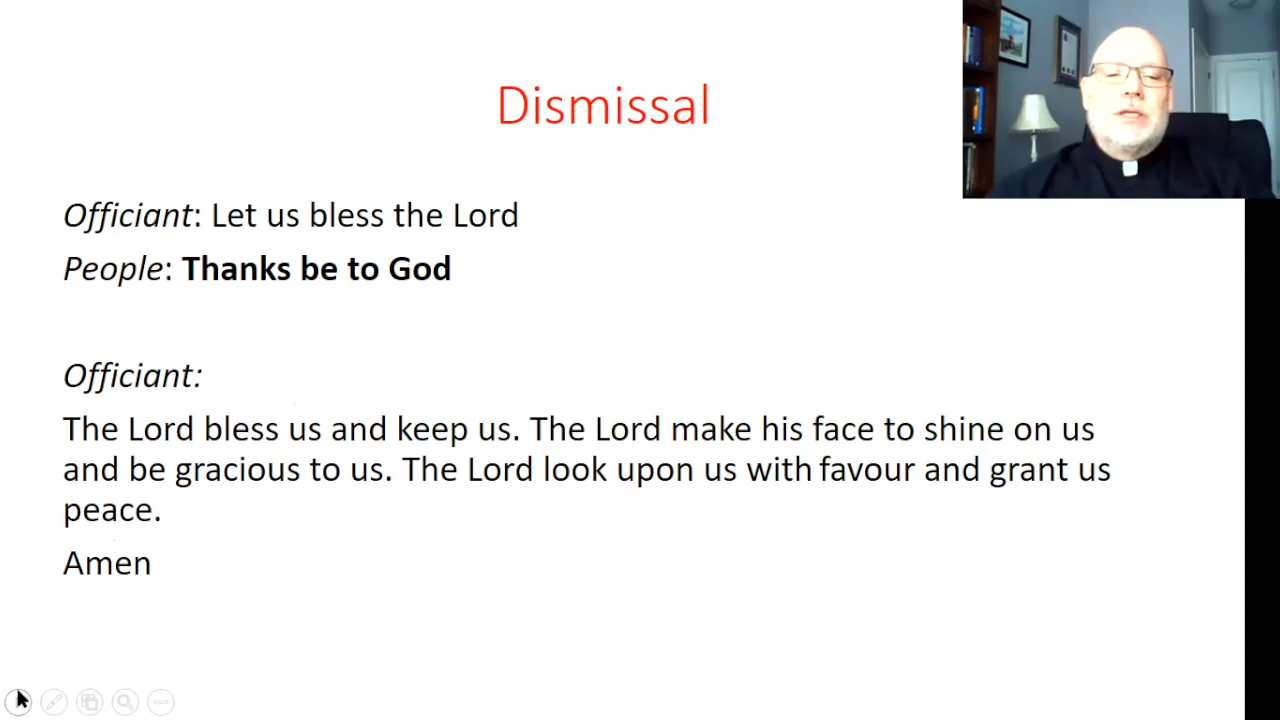 Dismissal
Officiant: Let us bless the Lord
People: Thanks be to God
Officiant:
The Lord bless us and keep us. The Lord make his face to shine on us
and be gracious to us. The Lord look upon us with favour and grant us
peace.
Amen